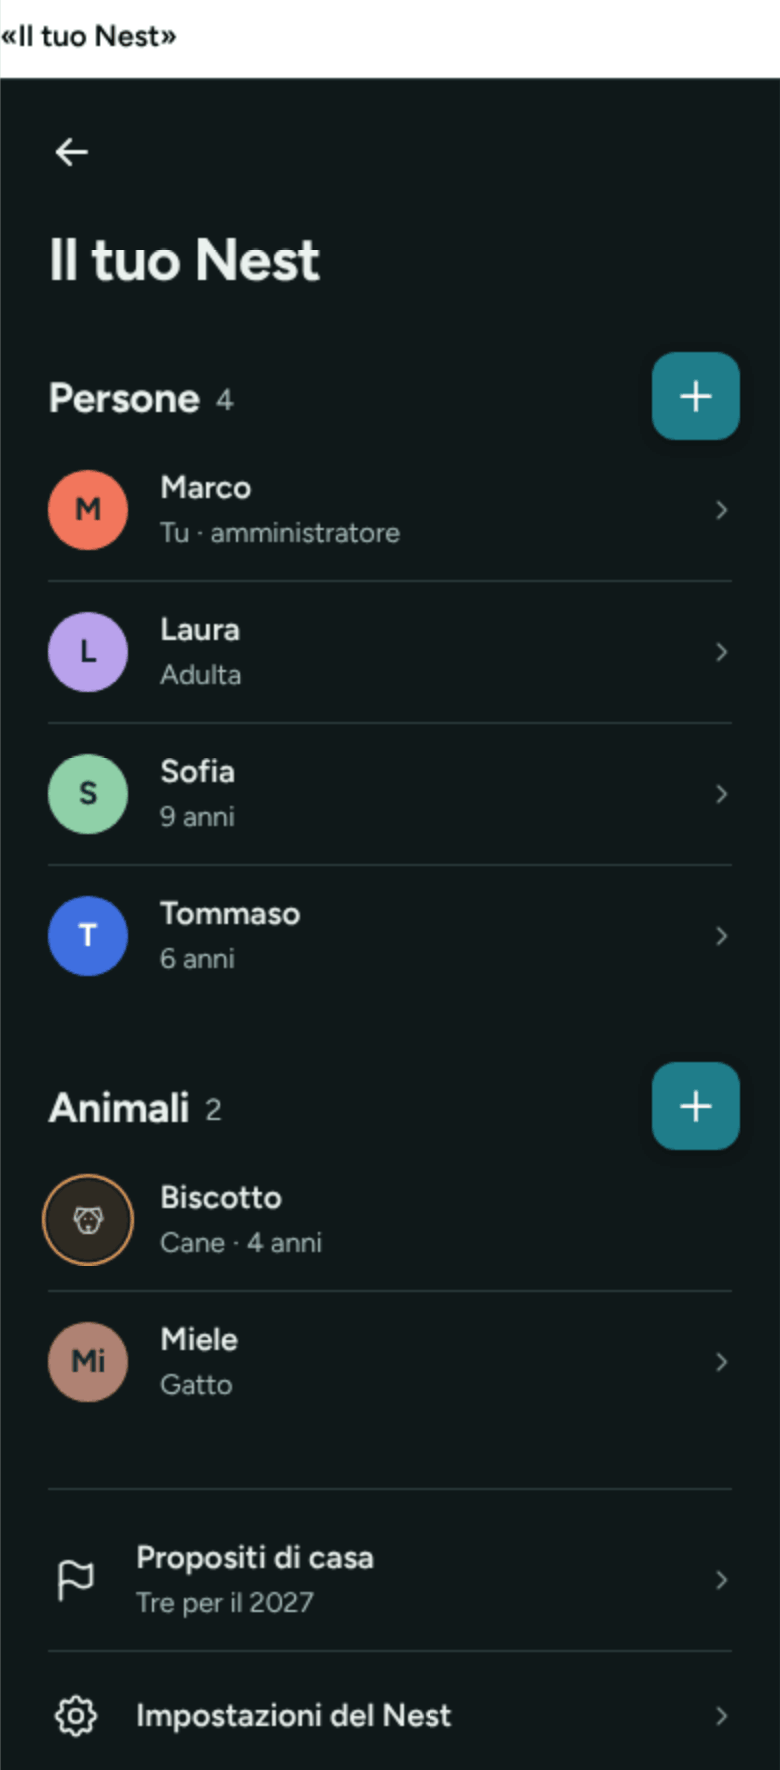 «Il tuo Nest»
Il tuo Nest
Persone 4
M
Marco
Tu · amministratore
L
Laura
Adulta
S
Sofia
9 anni
T
Tommaso
6 anni
Animali 2
Biscotto
Cane · 4 anni
Mi
Miele
Gatto
Propositi di casa
Tre per il 2027
Impostazioni del Nest